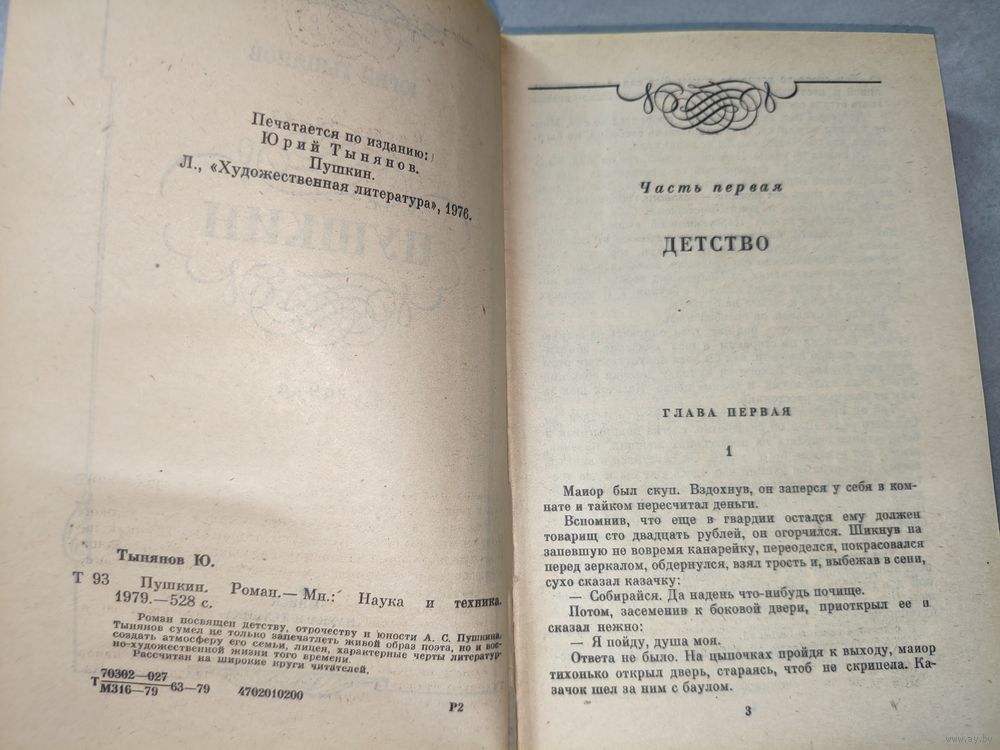 Печатается по изданию:
Юрий Тынянов.
Пушкин.
Л., «Художественная литература», 1976.
Тынянов Ю.
Т 93 Пушкин. Роман.— Мн.: Наука и техника.
1979.—528 с.
Роман посвящен детству, отрочеству и юности А. С. Пушкина.
Тынянов сумел не только запечатлеть живой образ поэта, но и вос-
создать атмосферу его семьи, лицея, характерные черты литератур-
но-художественной жизни того времени.
Рассчитан на широкие круги читателей.
Т 70302—027
М316—79 63—79 4702010200
Р2
Часть первая
ДЕТСТВО
ГЛАВА ПЕРВАЯ
1
Маиор был скуп. Вздохнув, он заперся у себя в ком-
нате и тайком пересчитал деньги.
Вспомнив, что еще в гвардии остался ему должен
товарищ сто двадцать рублей, он огорчился. Шикнув на
запевшую не вовремя канарейку, переоделся, покрасовался
перед зеркалом, обдернулся, взял трость и, выбежав в сени,
сухо сказал казачку:
— Собирайся. Да надень что-нибудь почище.
Потом, засеменив к боковой двери, приоткрыл ее и
сказал нежно:
— Я пойду, душа моя.
Ответа не было. На цыпочках пройдя к выходу, маиор
тихонько открыл дверь, стараясь, чтоб не скрипела. Ка-
зачок шел за ним с баулом.
3
www.ay.by